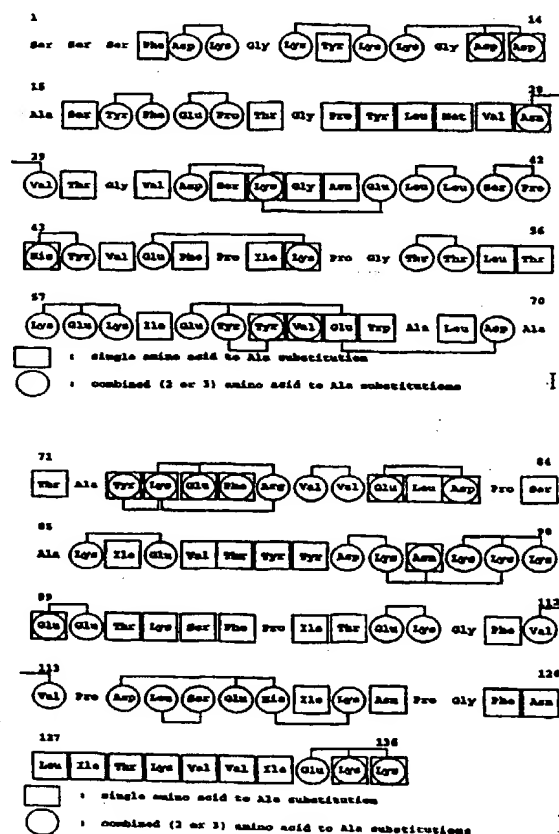 1 14
Ser Ser Ser Phe Asp Lys Gly Lys Tyr Lys Lys Gly Asp Asp
15 28
Ala Ser Tyr Phe Glu Pro Thr Gly Pro Tyr Leu Met Val Asn
29 42
Val Thr Gly Val Asp Ser Lys Gly Asn Glu Leu Leu Ser Pro
43 56
His Tyr Val Glu Phe Pro Ile Lys Pro Gly Thr Thr Leu Thr
57 70
Lys Glu Lys Ile Glu Tyr Tyr Val Glu Trp Ala Leu Asp Ala
: single amino acid to Ala substitution
: combined (2 or 3) amino acid to Ala substitutions
71 84
Thr Ala Tyr Lys Glu Phe Arg Val Val Glu Leu Asp Pro Ser
85 98
Ala Lys Ile Glu Val Thr Tyr Tyr Asp Lys Asn Lys Lys Lys
99 112
Glu Glu Thr Lys Ser Phe Pro Ile Thr Glu Lys Gly Phe Val
113 126
Val Pro Asp Leu Ser Glu His Ile Lys Asn Pro Gly Phe Asn
127 136
Leu Ile Thr Lys Val Val Ile Glu Lys Lys
: single amino acid to Ala substitution
: combined (2 or 3) amino acid to Ala substitutions